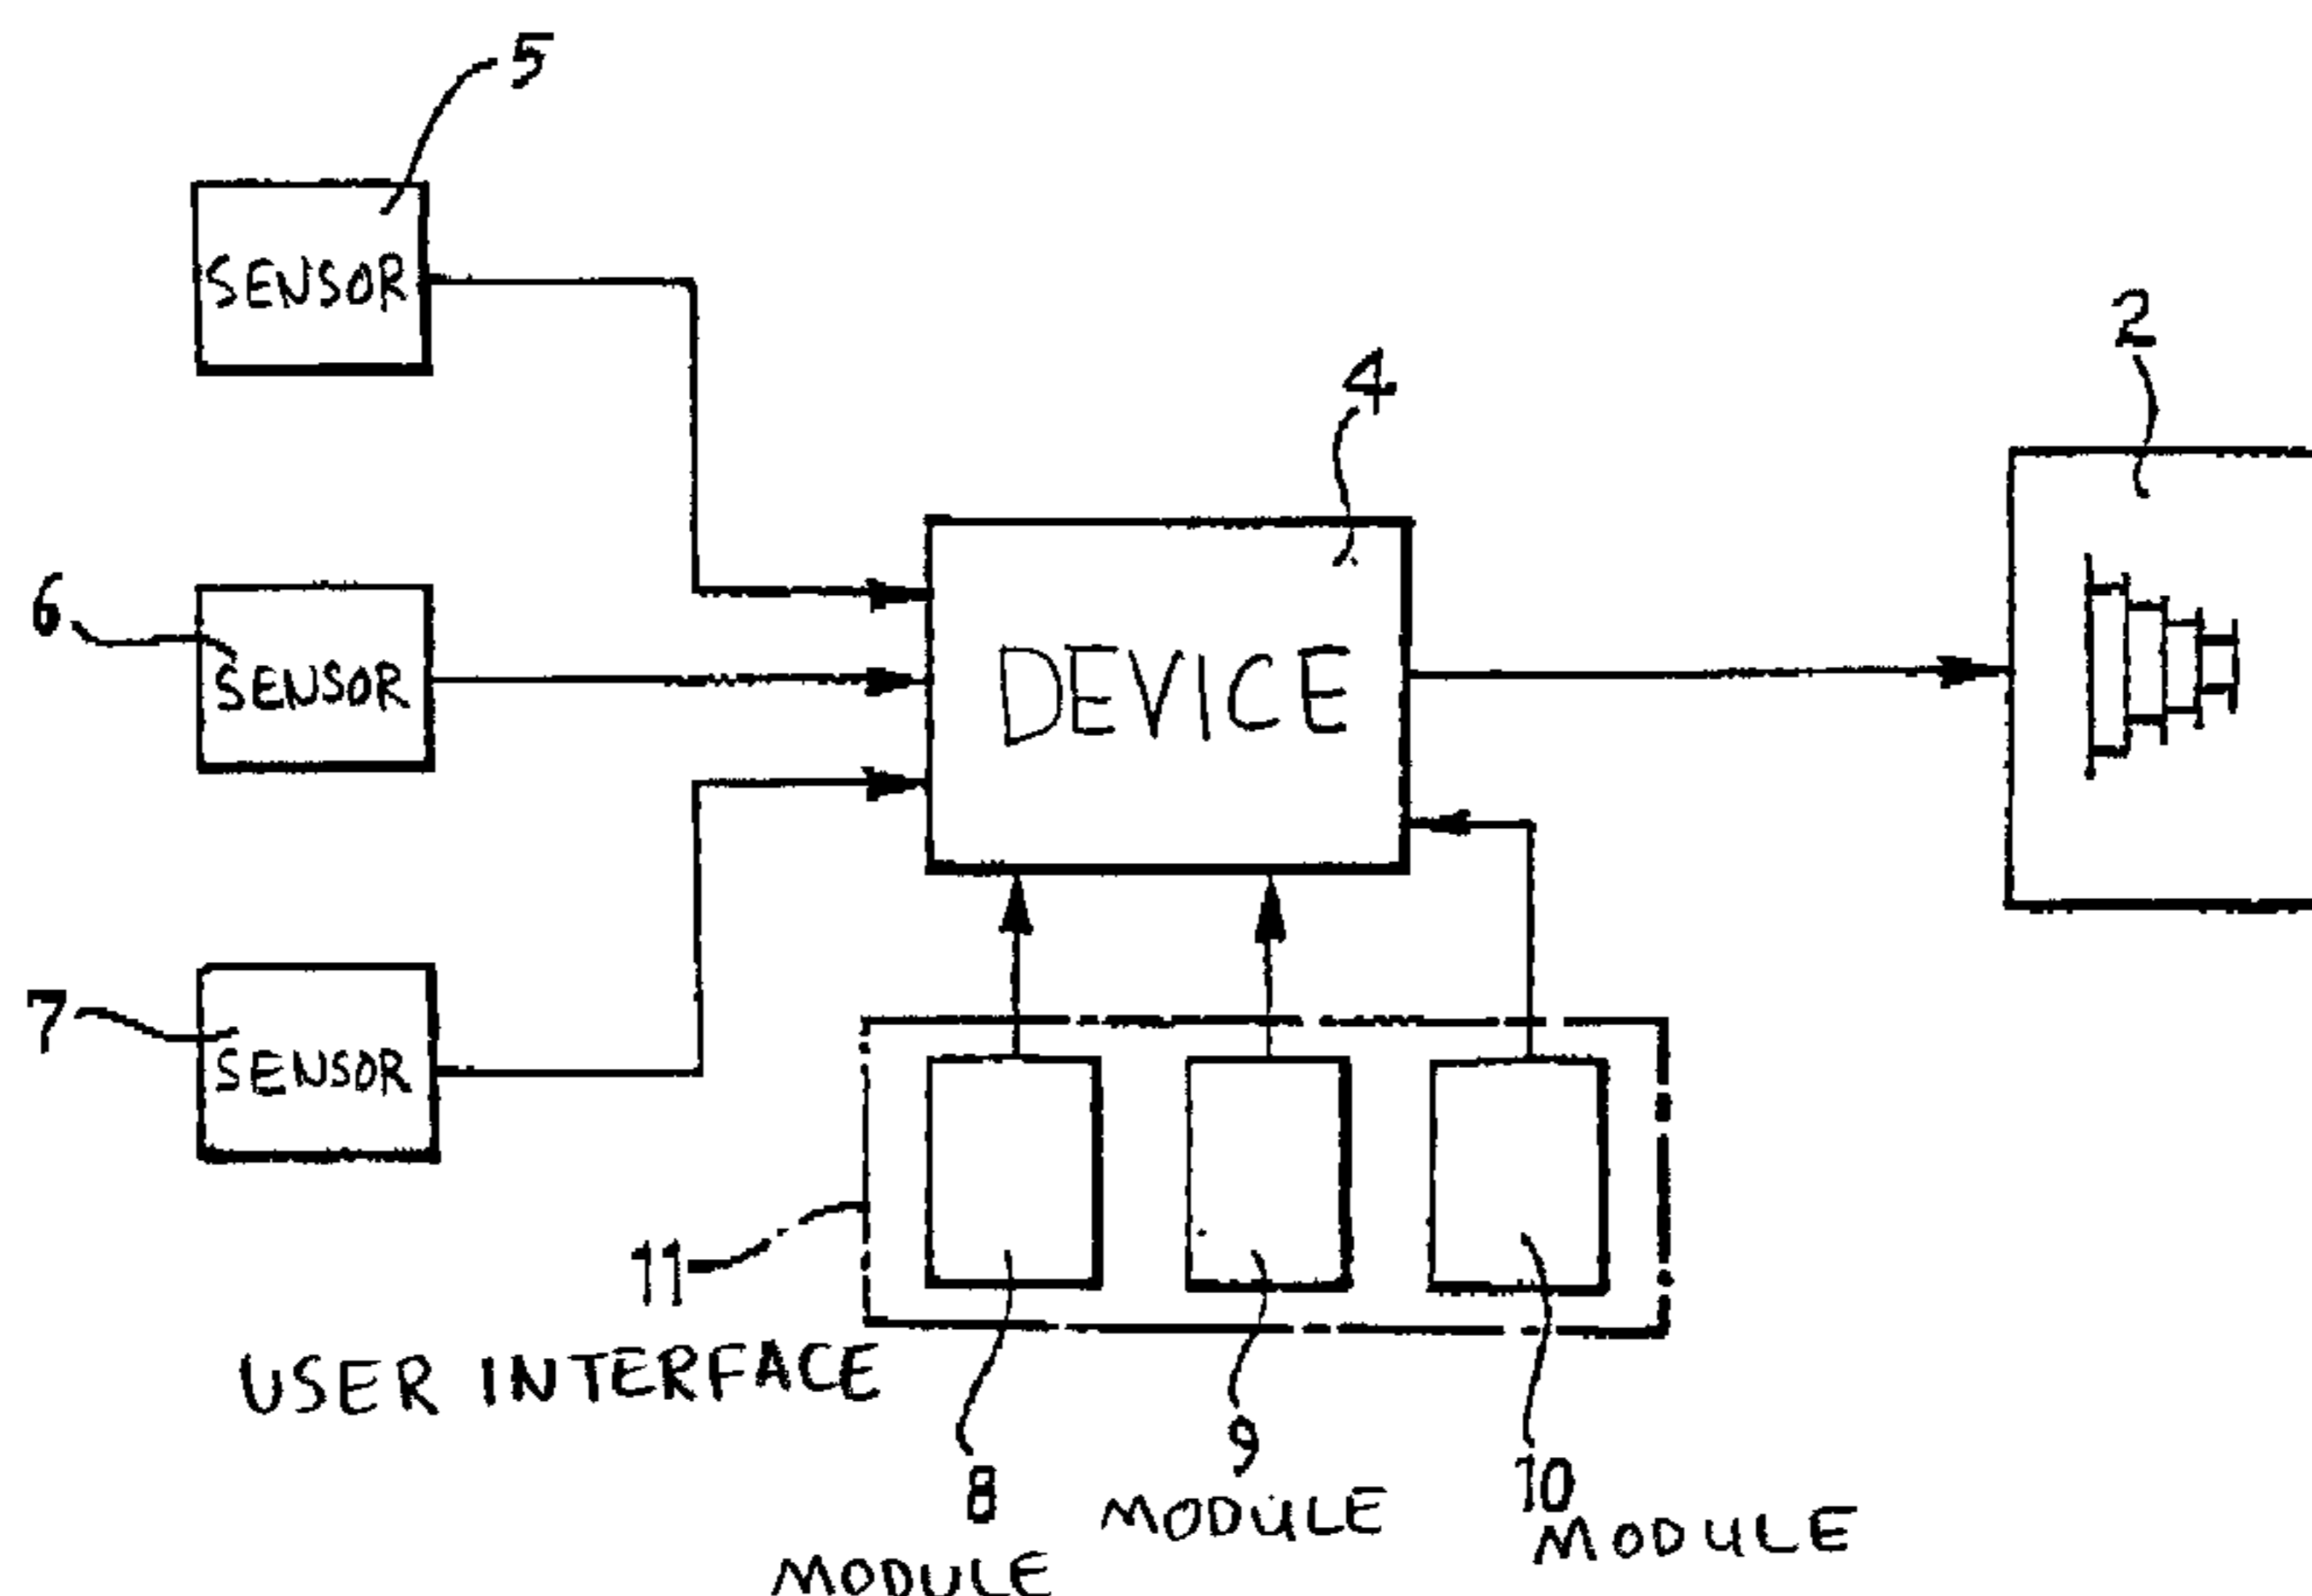 5
SENSOR
2
4
6
SENSOR
DEVICE
7
SENSOR
11
USER INTERFACE
8
MODULE
9
MODULE
10
MODULE